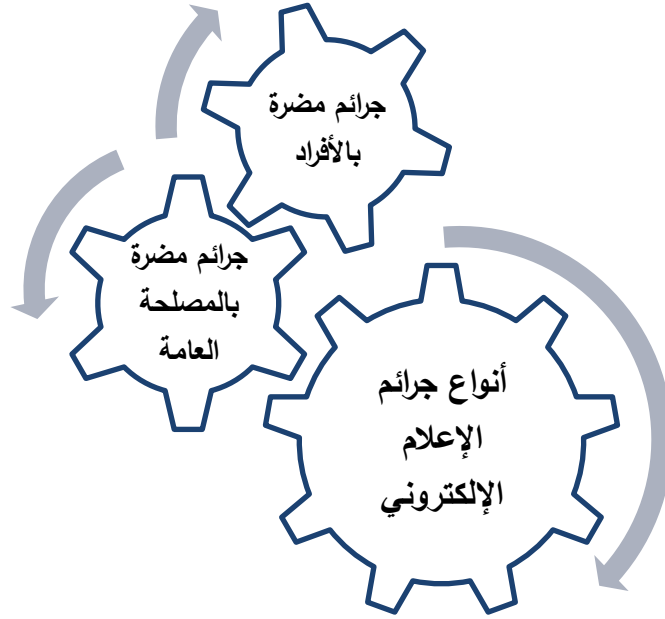 جرائم مضرة
بالأفراد
جرائم مضرة
بالمصلحة
العامة
أنواع جرائم
الإعلام
الإلكتروني